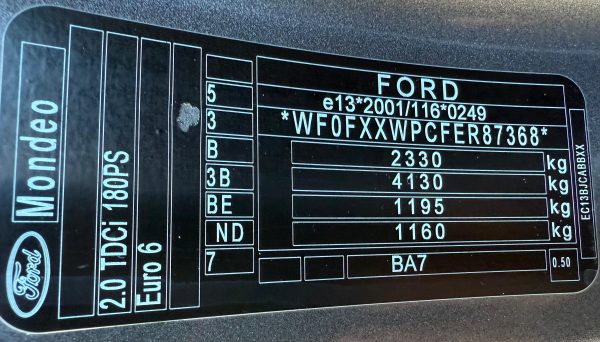 Ford
Mondeo
2.0 TDCi 180PS
Euro 6
5
3
B
3B
BE
ND
7
FORD
e13*2001/116*0249
*WF0FXXWPCFER87368*
2330 kg
4130 kg
1195 kg
1160 kg
BA7
0.50
EC13BJCABBXX